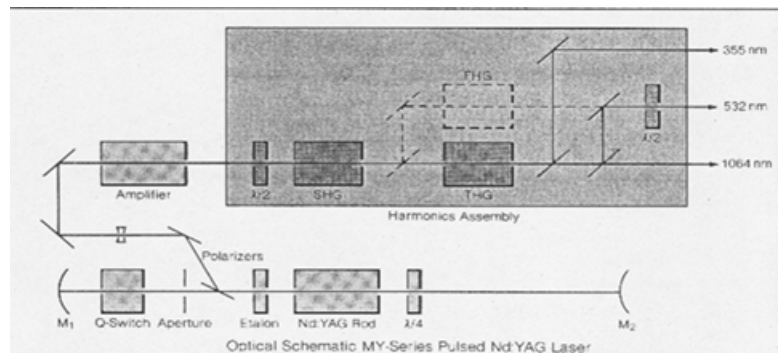 355 nm
FHG
532 nm
λ/2
1064 nm
Amplifier
λ/2
SHG
THG
Harmonics Assembly
Polarizers
M1
Q-Switch
Aperture
Etalon
Nd:YAG Rod
λ/4
M2
Optical Schematic MY-Series Pulsed Nd:YAG Laser